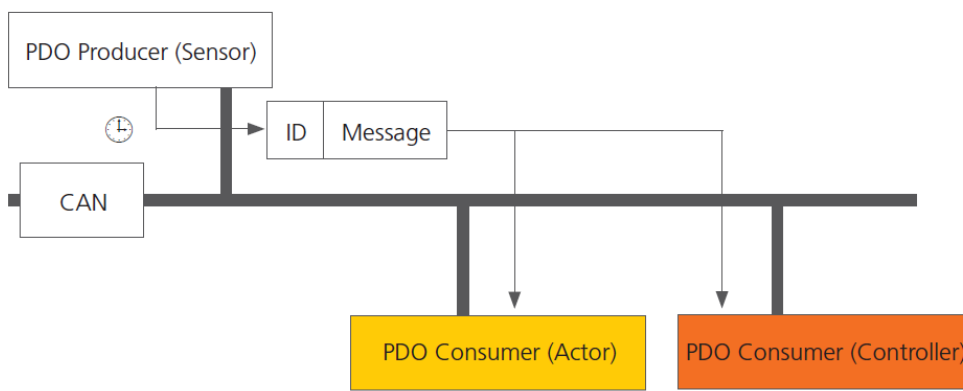 PDO Producer (Sensor)
ID
Message
CAN
PDO Consumer (Actor)
PDO Consumer (Controller)